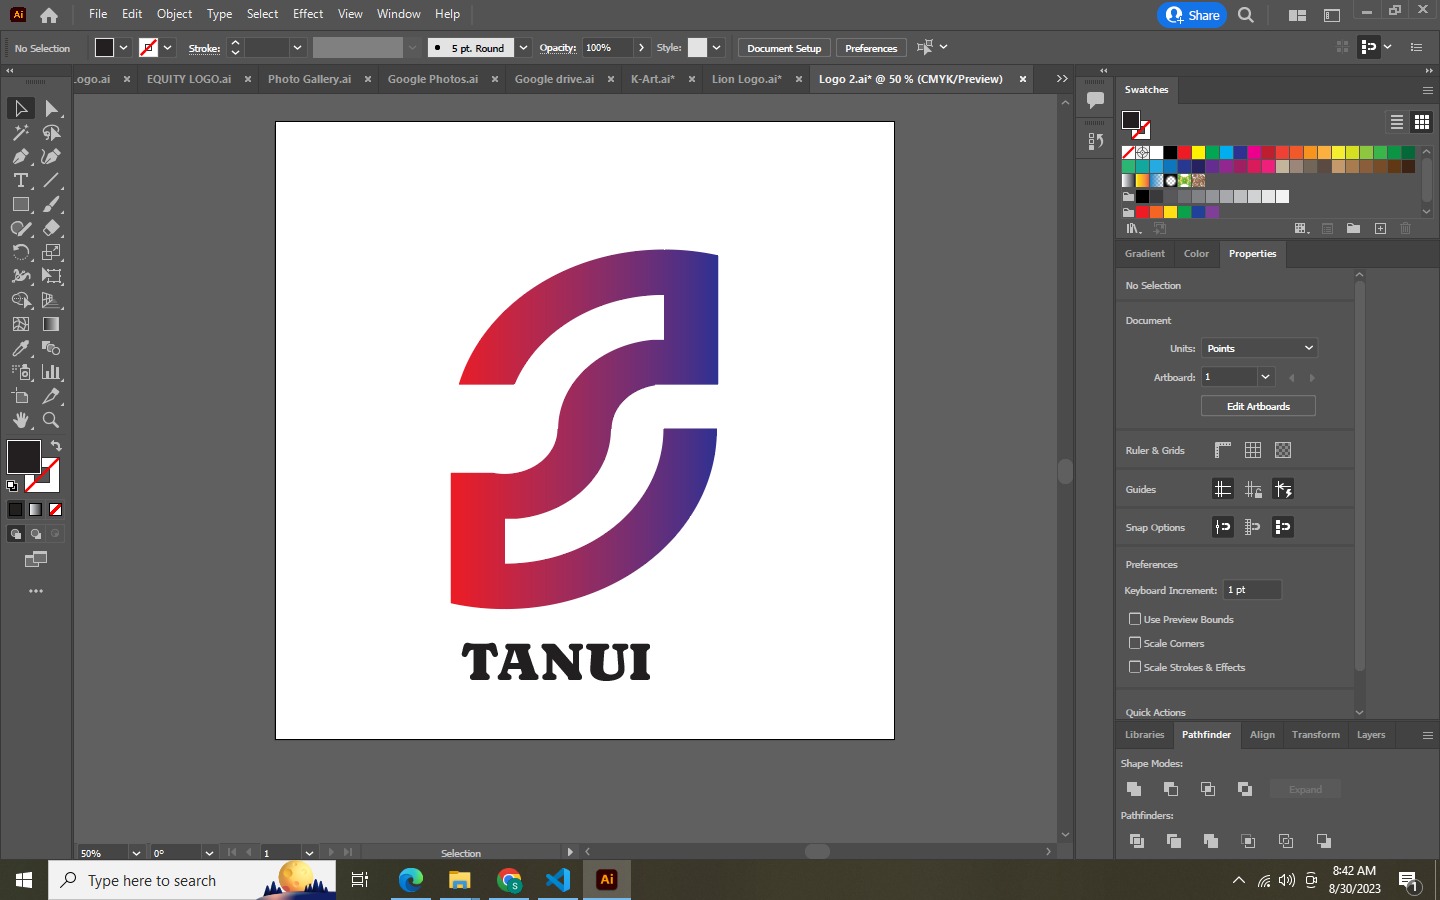 Ai File Edit Object Type Select Effect View Window Help Share
No Selection Stroke: 5 pt. Round Opacity: 100% Style: Document Setup Preferences
ogo.ai EQUITY LOGO.ai Photo Gallery.ai Google Photos.ai Google drive.ai K-Art.ai* Lion Logo.ai* Logo 2.ai* @ 50 % (CMYK/Preview)
Swatches
Gradient Color Properties
No Selection
Document
Units: Points
Artboard: 1
Edit Artboards
Ruler & Grids
Guides
Snap Options
Preferences
Keyboard Increment: 1 pt
Use Preview Bounds
Scale Corners
Scale Strokes & Effects
Quick Actions
Libraries Pathfinder Align Transform Layers
Shape Modes:
Expand
Pathfinders:
TANUI
50% 0° 1 Selection
Type here to search
Ai
8:42 AM
8/30/2023
1